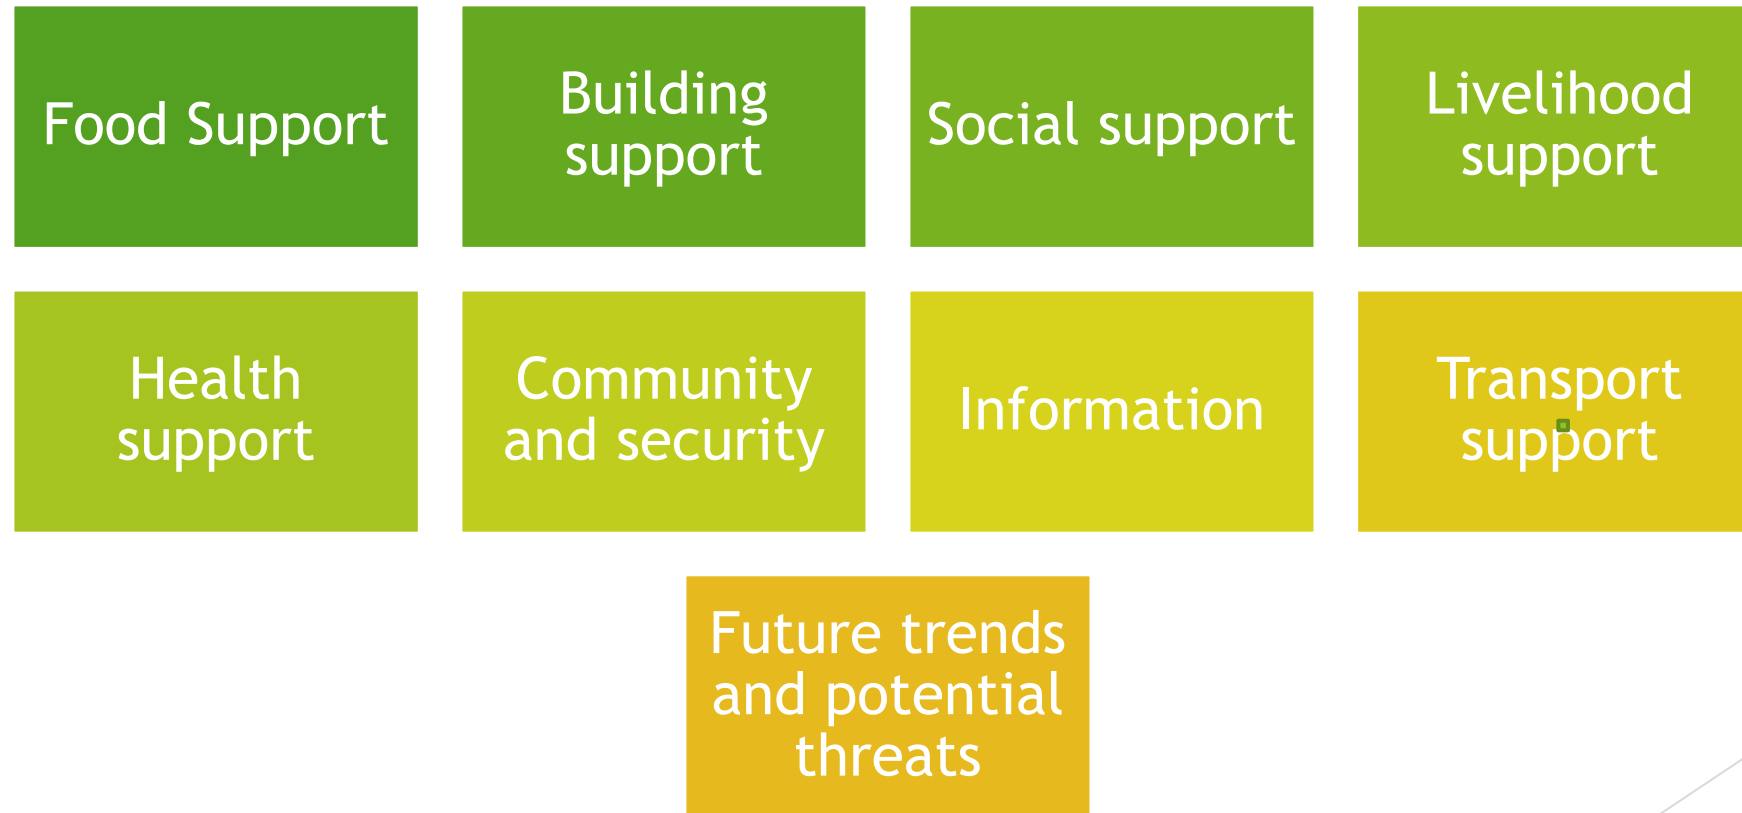 Food Support
Building
support
Social support
Livelihood
support
Health
support
Community
and security
Information
Transport
support
Future trends
and potential
threats